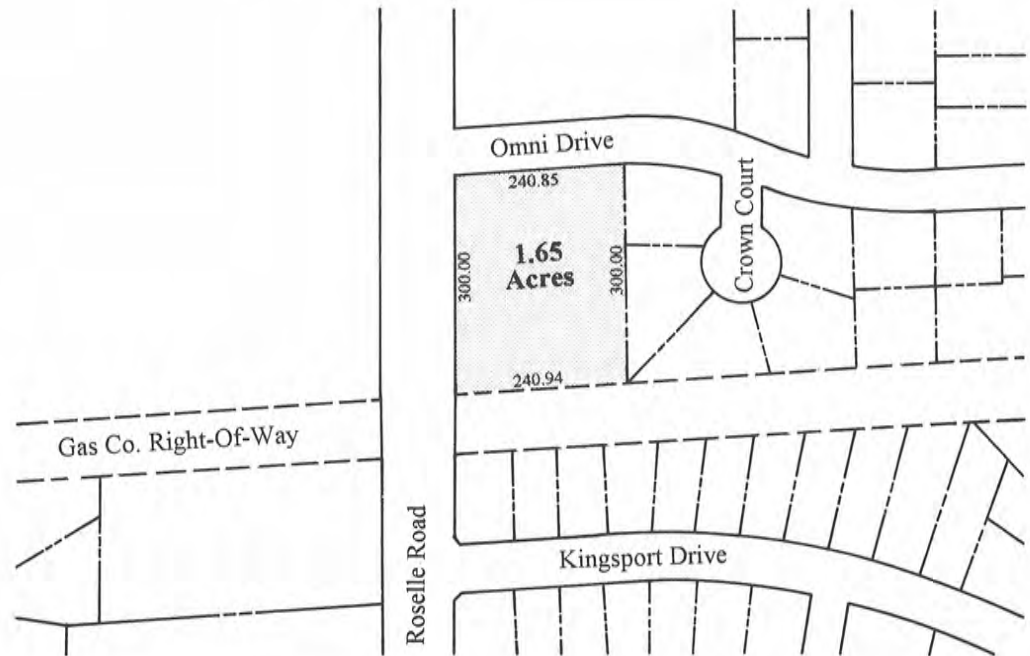 Omni Drive
240.85
Crown Court
300.00
1.65
Acres
300.00
240.94
Gas Co. Right-Of-Way
Roselle Road
Kingsport Drive